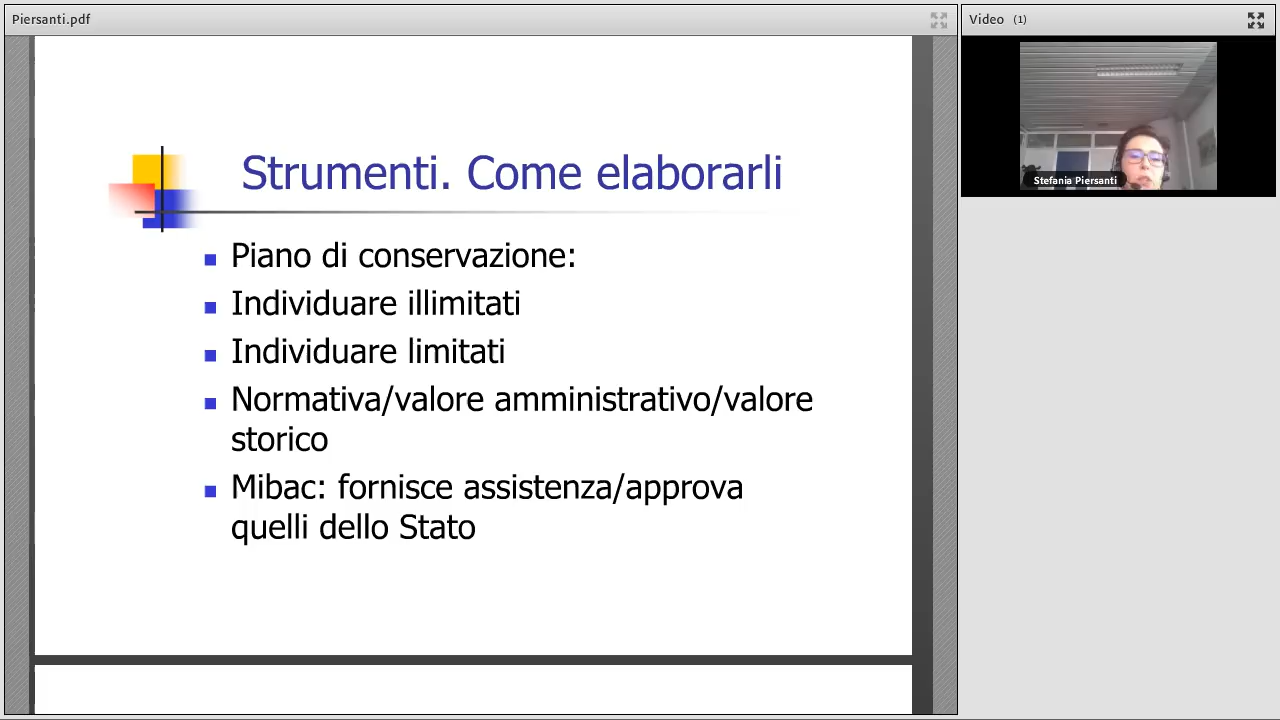 Piersanti.pdf
Video (1)
Stefania Piersanti
Strumenti. Come elaborarli
Piano di conservazione:
Individuare illimitati
Individuare limitati
Normativa/valore amministrativo/valore
storico
Mibac: fornisce assistenza/approva
quelli dello Stato